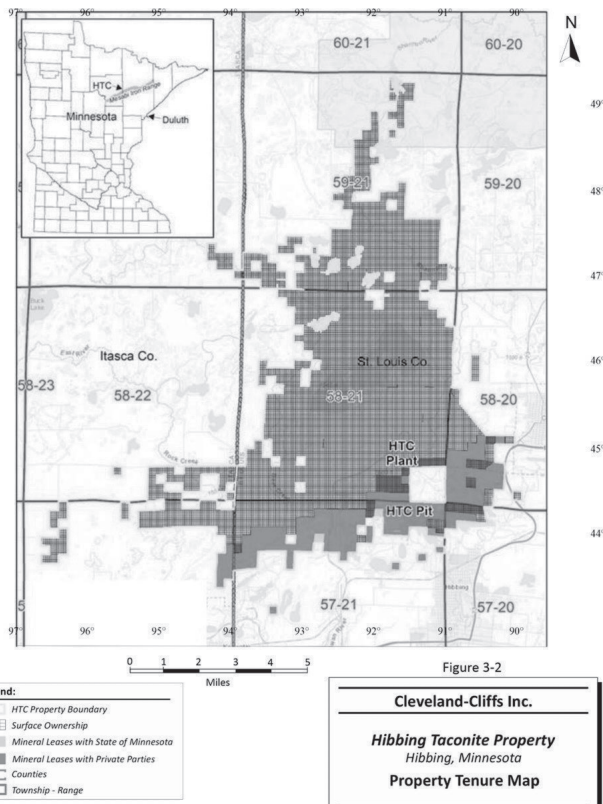 97° 96° 95° 94° 93° 92° 91° 90°
N
60-21
60-20
HTC
Mesabi Iron Range
Minnesota
Duluth
49°
59-21
59-20
48°
47°
Itasca Co.
St. Louis Co.
46°
58-23
58-22
58-21
58-20
45°
HTC
Plant
Rock Creek
HTC Pit
44°
Hibbing
57-21
57-20
5
97° 96° 95° 94° 93° 92° 91° 90°
0 1 2 3 4 5
Miles
Figure 3-2
nd:
HTC Property Boundary
Surface Ownership
Mineral Leases with State of Minnesota
Mineral Leases with Private Parties
Counties
Township - Range
Cleveland-Cliffs Inc.
Hibbing Taconite Property
Hibbing, Minnesota
Property Tenure Map